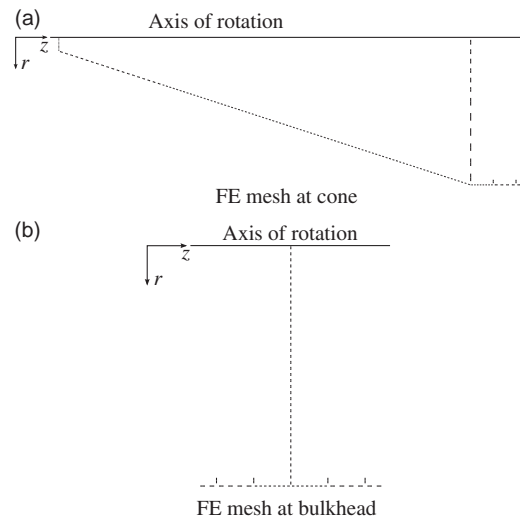 (a)
Axis of rotation
z
r
FE mesh at cone
(b)
Axis of rotation
z
r
FE mesh at bulkhead